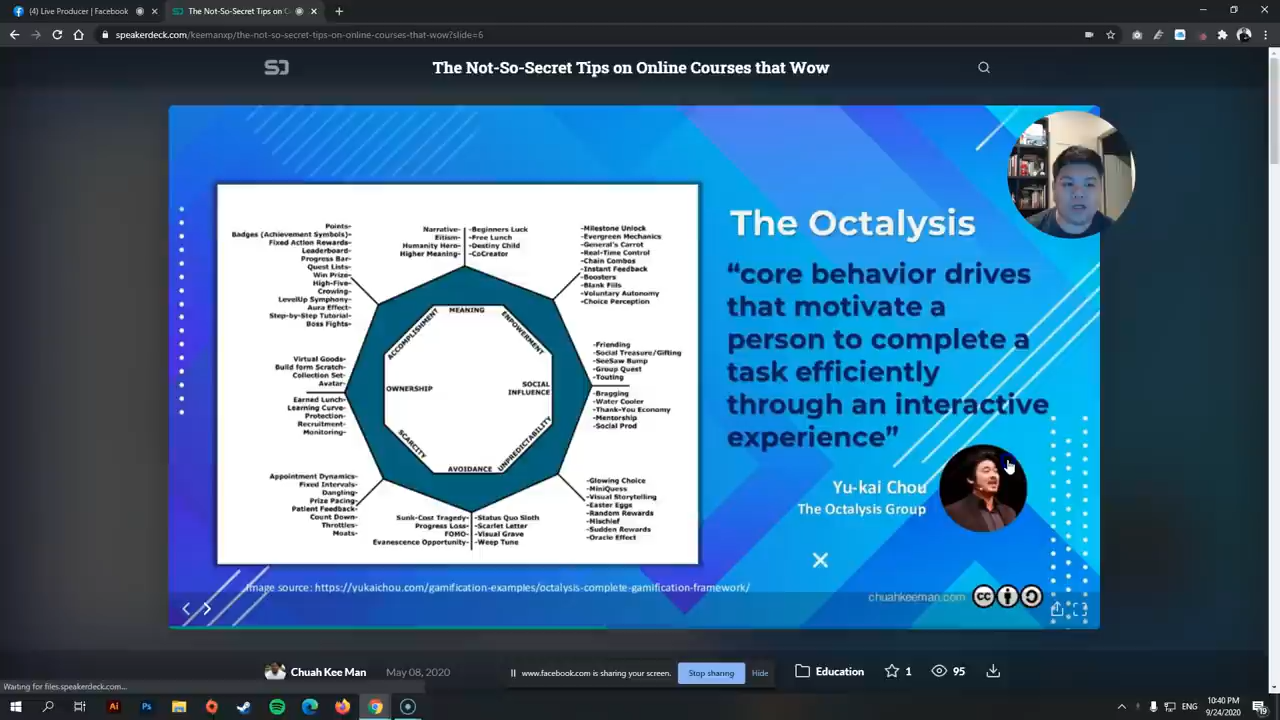 (4) Live Producer | Facebook
The Not-So-Secret Tips on O
speakerdeck.com/keemanxp/the-not-so-secret-tips-on-online-courses-that-wow?slide=6
The Not-So-Secret Tips on Online Courses that Wow
Points-
Badges (Achievement Symbols)-
Fixed Action Rewards-
Leaderboard-
Progress Bar-
Quest Lists-
Win Prize-
High-Five-
Crowing-
LevelUp Symphony-
Aura Effect-
Step-by-Step Tutorial-
Boss Fights-
Narrative-
Elitism-
Humanity Hero-
Higher Meaning-
-Beginners Luck
-Free Lunch
-Destiny Child
-CoCreator
-Milestone Unlock
-Evergreen Mechanics
-General's Carrot
-Real-Time Control
-Chain Combos
-Instant Feedback
-Boosters
-Blank Fills
-Voluntary Autonomy
-Choice Perception
ACCOMPLISHMENT
MEANING
EMPOWERMENT
OWNERSHIP
SOCIAL
INFLUENCE
SCARCITY
AVOIDANCE
UNPREDICTABILITY
Virtual Goods-
Build form Scratch-
Collection Set-
Avatar-
Earned Lunch-
Learning Curve-
Protection-
Recruitment-
Monitoring-
-Friending
-Social Treasure/Gifting
-SeeSaw Bump
-Group Quest
-Touting
-Bragging
-Water Cooler
-Thank-You Economy
-Mentorship
-Social Prod
Appointment Dynamics-
Fixed Intervals-
Dangling-
Prize Pacing-
Patient Feedback-
Count Down-
Throttles-
Moats-
Sunk-Cost Tragedy-
Progress Loss-
FOMO-
Evanescence Opportunity-
-Status Quo Sloth
-Scarlet Letter
-Visual Grave
-Weep Tune
-Glowing Choice
-MiniQuess
-Visual Storytelling
-Easter Eggs
-Random Rewards
-Mischief
-Sudden Rewards
-Oracle Effect
The Octalysis
“Core behavior drives
that motivate a
person to complete a
task efficiently
through an interactive
experience”
Yu-kai Chou
The Octalysis Group
Image source: https://yukaichou.com/gamification-examples/octalysis-complete-gamification-framework/
chuahkeeman.com
Chuah Kee Man
May 08, 2020
www.facebook.com is sharing your screen.
Stop sharing
Hide
Education
1
95
Waiting for files.speakerdeck.com...
Ai
Ps
ENG
10:40 PM
9/24/2020